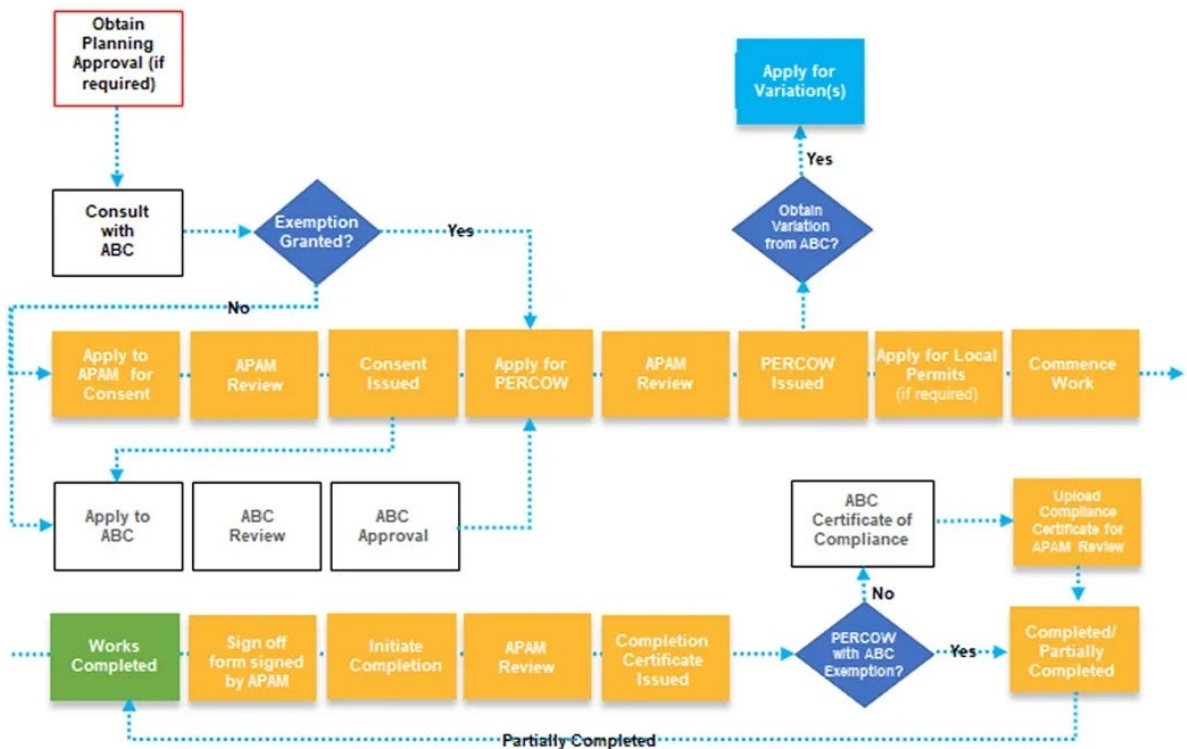 Obtain
Planning
Approval (if
required)
Apply for
Variation(s)
Yes
Consult
with
ABC
Exemption
Granted?
Yes
Obtain
Variation
from ABC?
No
Apply to
APAM for
Consent
APAM
Review
Consent
Issued
Apply for
PERCOW
APAM
Review
PERCOW
Issued
Apply for Local
Permits
(if required)
Commence
Work
Apply to
ABC
ABC
Review
ABC
Approval
ABC
Certificate of
Compliance
Upload
Compliance
Certificate for
APAM Review
No
Works
Completed
Sign off
form signed
by APAM
Initiate
Completion
APAM
Review
Completion
Certificate
Issued
PERCOW
with ABC
Exemption?
Yes
Completed/
Partially
Completed
Partially Completed